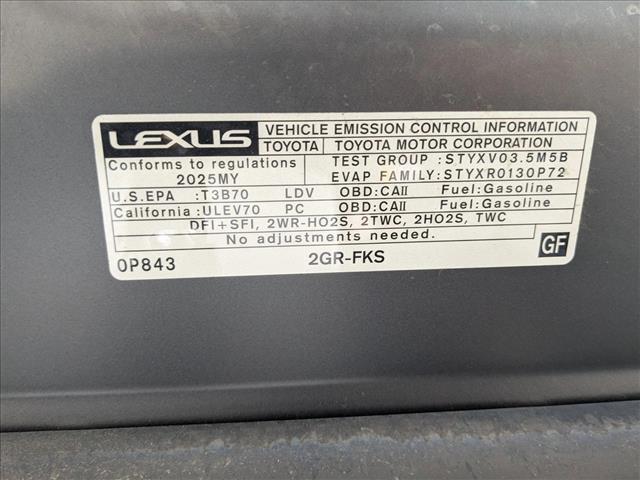 LEXUS VEHICLE EMISSION CONTROL INFORMATION
TOYOTA TOYOTA MOTOR CORPORATION
Conforms to regulations TEST GROUP :STYXV03.5M5B
2025MY EVAP FAMILY:STYXR0130P72
U.S.EPA :T3B70 LDV OBD:CAII Fuel:Gasoline
California:ULEV70 PC OBD:CAII Fuel:Gasoline
DFI+SFI, 2WR-HO2S, 2TWC, 2HO2S, TWC
No adjustments needed.
0P843 2GR-FKS GF